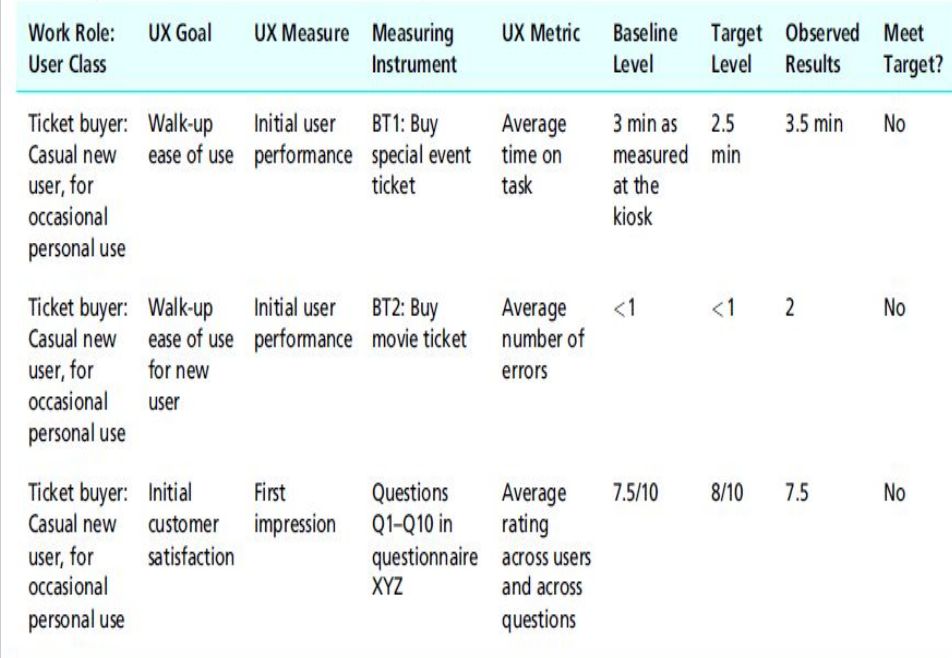 Work Role: UX Goal UX Measure Measuring UX Metric Baseline Target Observed Meet
User Class Instrument Level Level Results Target?
Ticket buyer: Walk-up Initial user BT1: Buy Average 3 min as 2.5 3.5 min No
Casual new ease of use performance special event time on measured min
user, for ticket task at the
occasional kiosk
personal use
Ticket buyer: Walk-up Initial user BT2: Buy Average <1 <1 2 No
Casual new ease of use performance movie ticket number of
user, for for new errors
occasional user
personal use
Ticket buyer: Initial First Questions Average 7.5/10 8/10 7.5 No
Casual new customer impression Q1–Q10 in rating
user, for satisfaction questionnaire across users
occasional XYZ and across
personal use questions